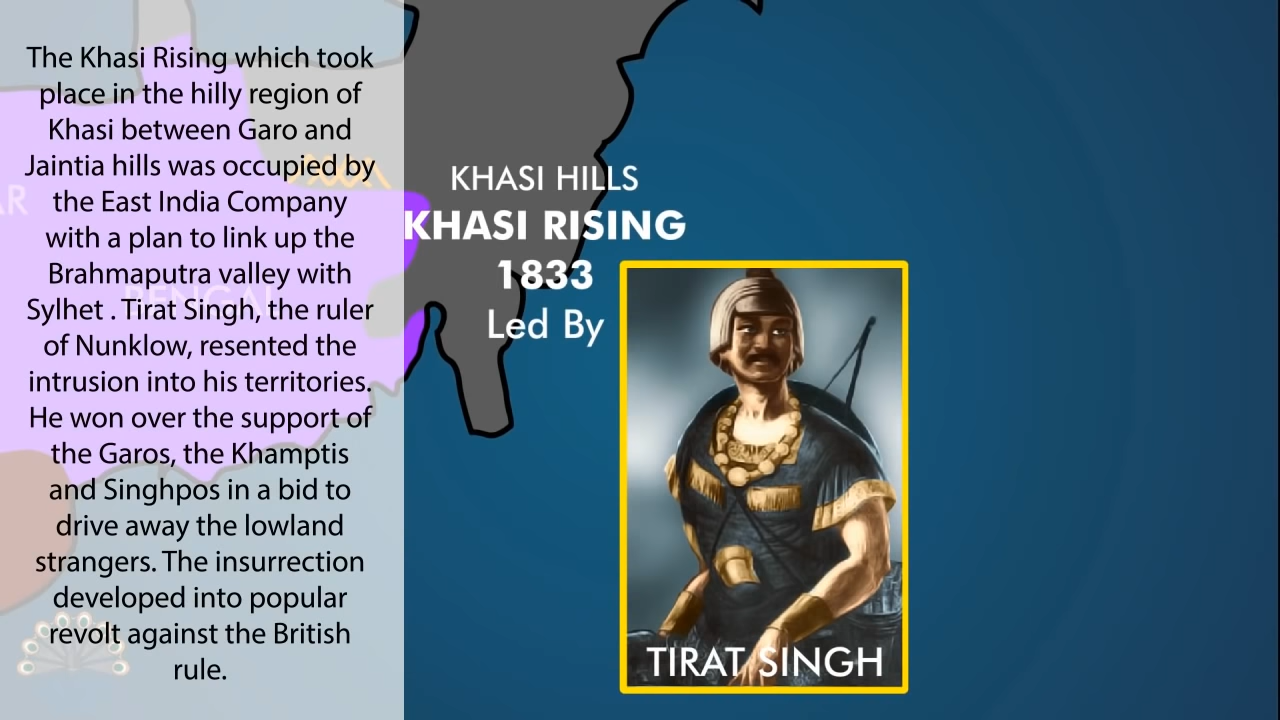 The Khasi Rising which took
place in the hilly region of
Khasi between Garo and
Jaintia hills was occupied by
the East India Company
with a plan to link up the
Brahmaputra valley with
Sylhet . Tirat Singh, the ruler
of Nunklow, resented the
intrusion into his territories.
He won over the support of
the Garos, the Khamptis
and Singhpos in a bid to
drive away the lowland
strangers. The insurrection
developed into popular
revolt against the British
rule.
KHASI HILLS
KHASI RISING
1833
Led By
TIRAT SINGH
BENGAL